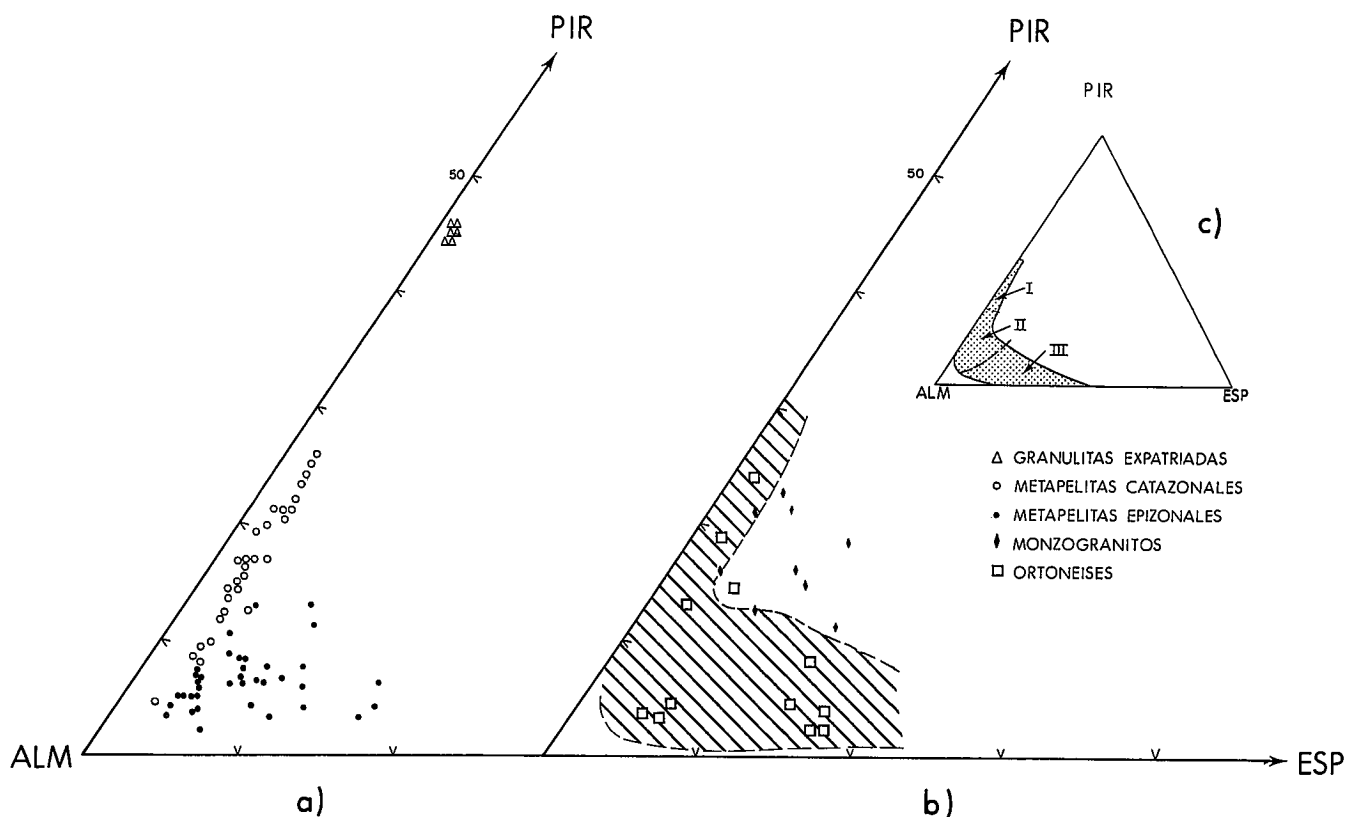 PIR
50
ALM
a)
PIR
50
ESP
b)
PIR
ALM
ESP
c)
I
II
III
GRANULITAS EXPATRIADAS
METAPELITAS CATAZONALES
METAPELITAS EPIZONALES
MONZOGRANITOS
ORTONEISES